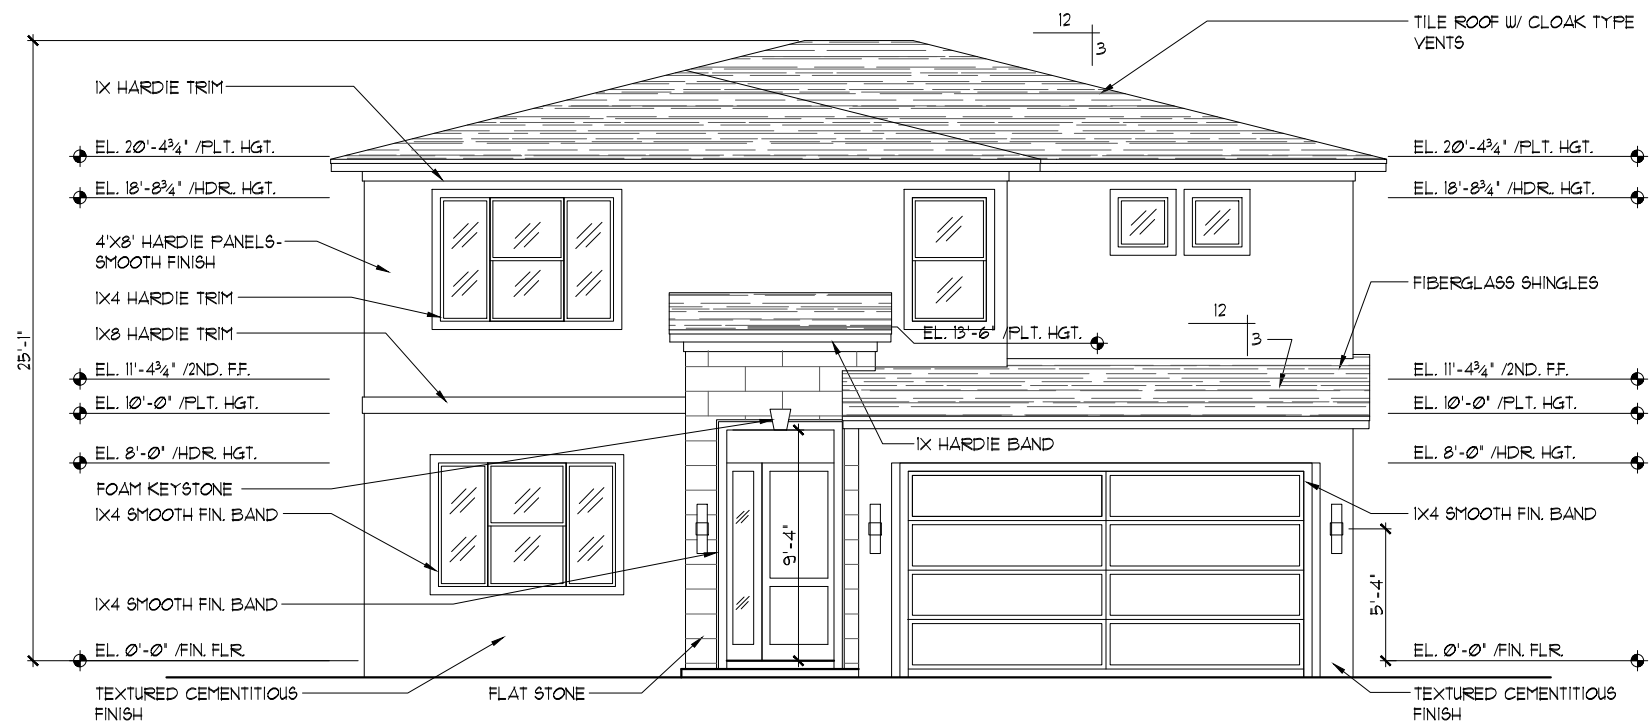 12
3
TILE ROOF W/ CLOAK TYPE
VENTS
1X HARDIE TRIM
EL. 20'-4¾" /PLT. HGT.
EL. 20'-4¾" /PLT. HGT.
EL. 18'-8¾" /HDR. HGT.
EL. 18'-8¾" /HDR. HGT.
4'X8' HARDIE PANELS-
SMOOTH FINISH
FIBERGLASS SHINGLES
1X4 HARDIE TRIM
12
3
1X8 HARDIE TRIM
EL. 13'-6" /PLT. HGT.
25'-1"
EL. 11'-4¾" /2ND. F.F.
EL. 11'-4¾" /2ND. F.F.
EL. 10'-0" /PLT. HGT.
EL. 10'-0" /PLT. HGT.
1X HARDIE BAND
EL. 8'-0" /HDR. HGT.
EL. 8'-0" /HDR. HGT.
FOAM KEYSTONE
1X4 SMOOTH FIN. BAND
1X4 SMOOTH FIN. BAND
9'-4"
5'-4"
1X4 SMOOTH FIN. BAND
EL. 0'-0" /FIN. FLR.
EL. 0'-0" /FIN. FLR.
TEXTURED CEMENTITIOUS
FINISH
FLAT STONE
TEXTURED CEMENTITIOUS
FINISH